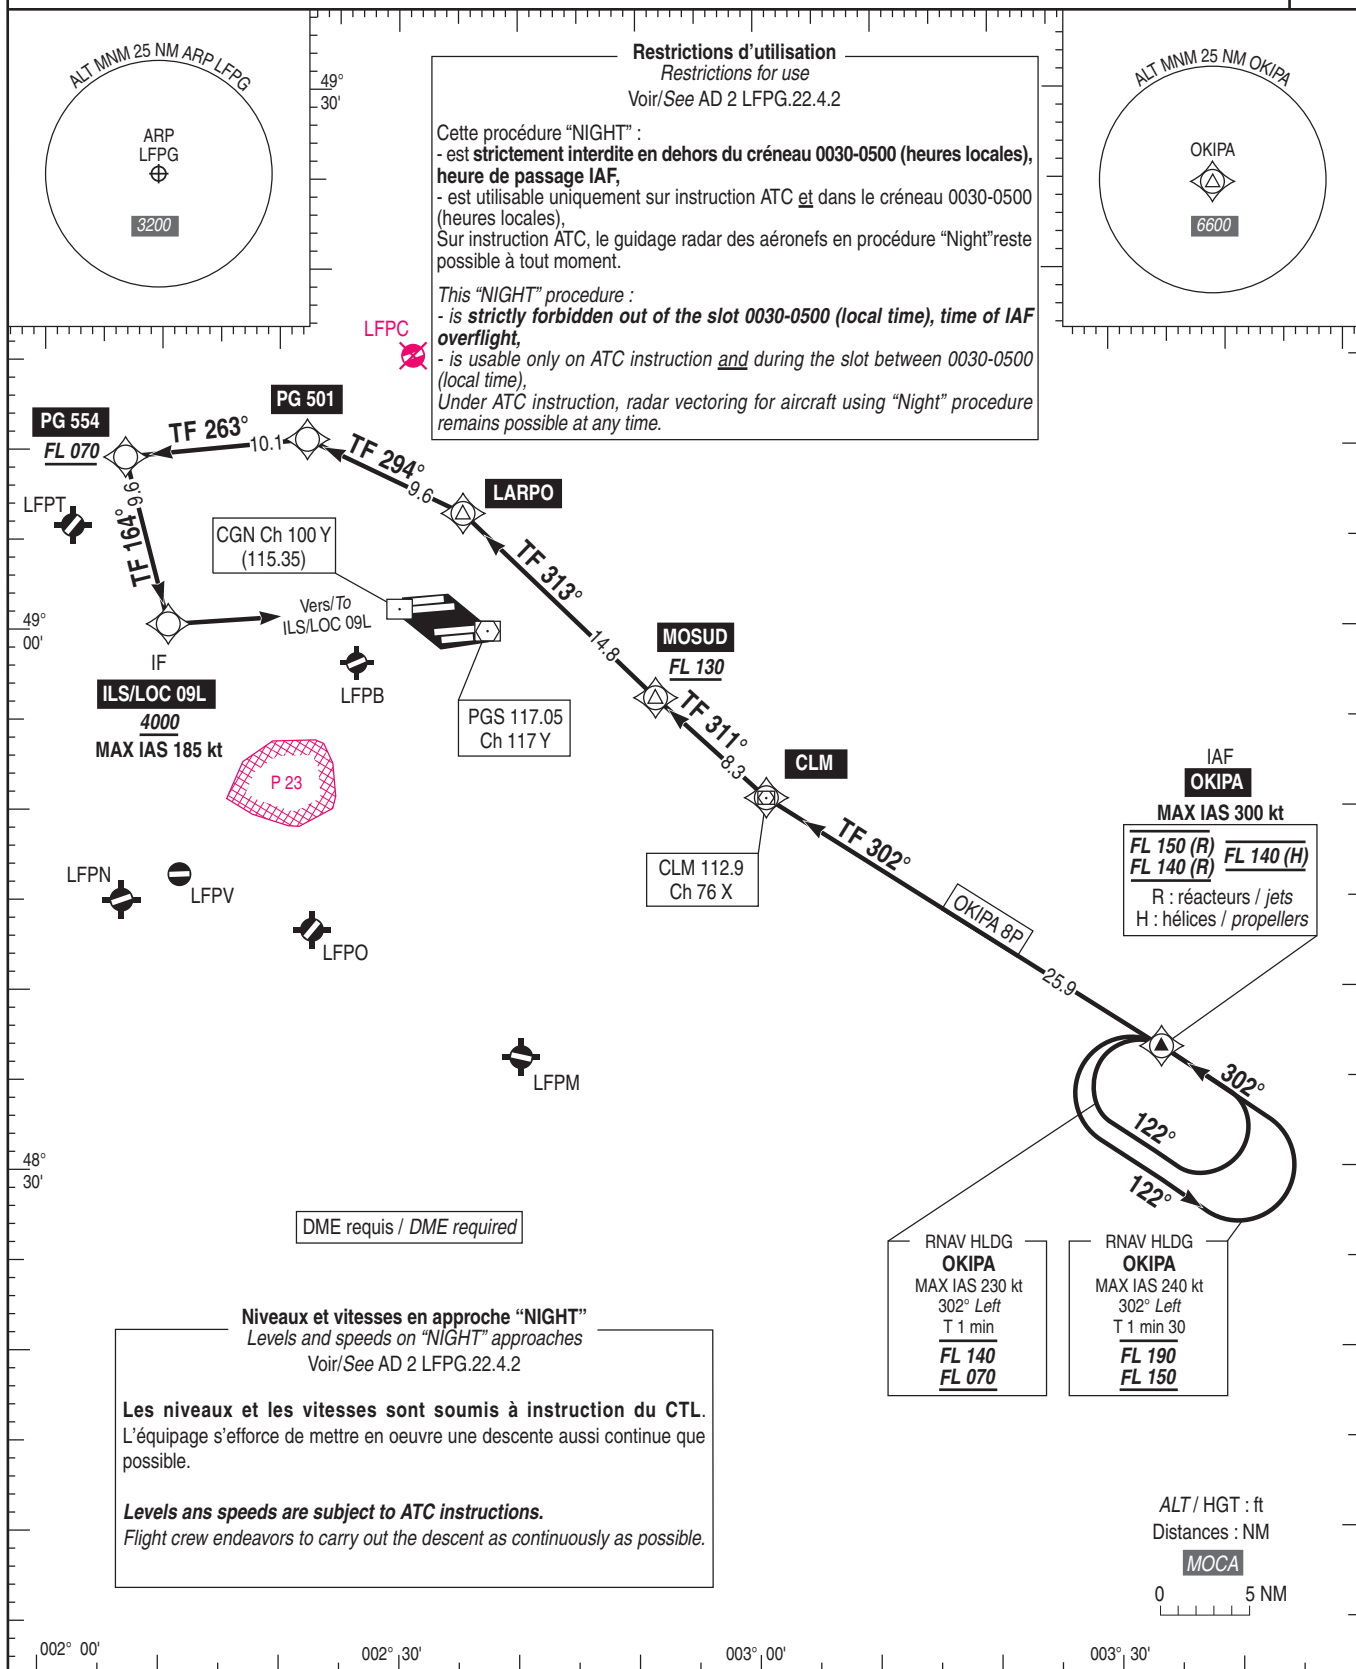 ALT MNM 25 NM ARP LFPG
ARP
LFPG
3200
49°
30'
Restrictions d'utilisation
Restrictions for use
Voir/See AD 2 LFPG.22.4.2
Cette procédure “NIGHT” :
- est strictement interdite en dehors du créneau 0030-0500 (heures locales),
heure de passage IAF,
- est utilisable uniquement sur instruction ATC et dans le créneau 0030-0500
(heures locales),
Sur instruction ATC, le guidage radar des aéronefs en procédure “Night”reste
possible à tout moment.
This “NIGHT” procedure :
- is strictly forbidden out of the slot 0030-0500 (local time), time of IAF
overflight,
- is usable only on ATC instruction and during the slot between 0030-0500
(local time),
Under ATC instruction, radar vectoring for aircraft using “Night” procedure
remains possible at any time.
ALT MNM 25 NM OKIPA
OKIPA
6600
LFPC
PG 501
PG 554
FL 070
TF 263°
10.1
TF 294°
9.6
LARPO
LFPT
9.6
TF 164°
CGN Ch 100 Y
(115.35)
TF 313°
14.8
Vers/To
ILS/LOC 09L
49°
00'
IF
ILS/LOC 09L
4000
MAX IAS 185 kt
LFPB
MOSUD
FL 130
PGS 117.05
Ch 117 Y
TF 311°
8.3
P 23
CLM
IAF
OKIPA
MAX IAS 300 kt
FL 150 (R)
FL 140 (R)
FL 140 (H)
R : réacteurs / jets
H : hélices / propellers
TF 302°
CLM 112.9
Ch 76 X
LFPN
LFPV
OKIPA 8P
LFPO
25.9
LFPM
302°
122°
122°
48°
30'
DME requis / DME required
RNAV HLDG
OKIPA
MAX IAS 230 kt
302° Left
T 1 min
FL 140
FL 070
RNAV HLDG
OKIPA
MAX IAS 240 kt
302° Left
T 1 min 30
FL 190
FL 150
Niveaux et vitesses en approche “NIGHT”
Levels and speeds on “NIGHT” approaches
Voir/See AD 2 LFPG.22.4.2
Les niveaux et les vitesses sont soumis à instruction du CTL.
L'équipage s'efforce de mettre en oeuvre une descente aussi continue que
possible.
Levels ans speeds are subject to ATC instructions.
Flight crew endeavors to carry out the descent as continuously as possible.
ALT / HGT : ft
Distances : NM
MOCA
0 5 NM
002° 00'
002° 30'
003° 00'
003° 30'